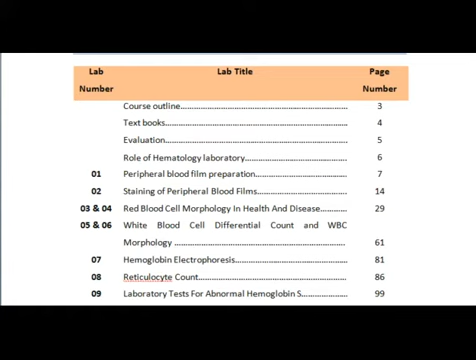 Lab Number Lab Title Page Number
Course outline.......................................................... 3
Text books............................................................... 4
Evaluation................................................................ 5
Role of Hematology laboratory................................... 6
01 Peripheral blood film preparation............................... 7
02 Staining of Peripheral Blood Films.............................. 14
03 & 04 Red Blood Cell Morphology In Health And Disease.......... 29
05 & 06 White Blood Cell Differential Count and WBC
Morphology ......................................................... 61
07 Hemoglobin Electrophoresis...................................... 81
08 Reticulocyte Count.................................................. 86
09 Laboratory Tests For Abnormal Hemoglobin S................ 99